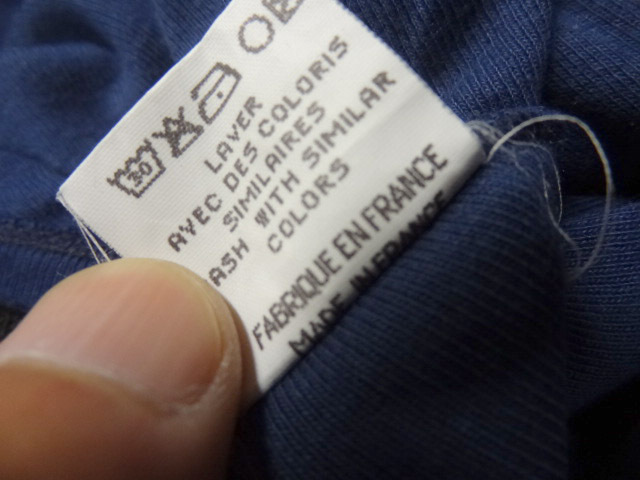 30
LAVER
AVEC DES COLORIS
SIMILAIRES
ASH WITH SIMILAR
COLORS
FABRIQUE EN FRANCE
MADE IN FRANCE